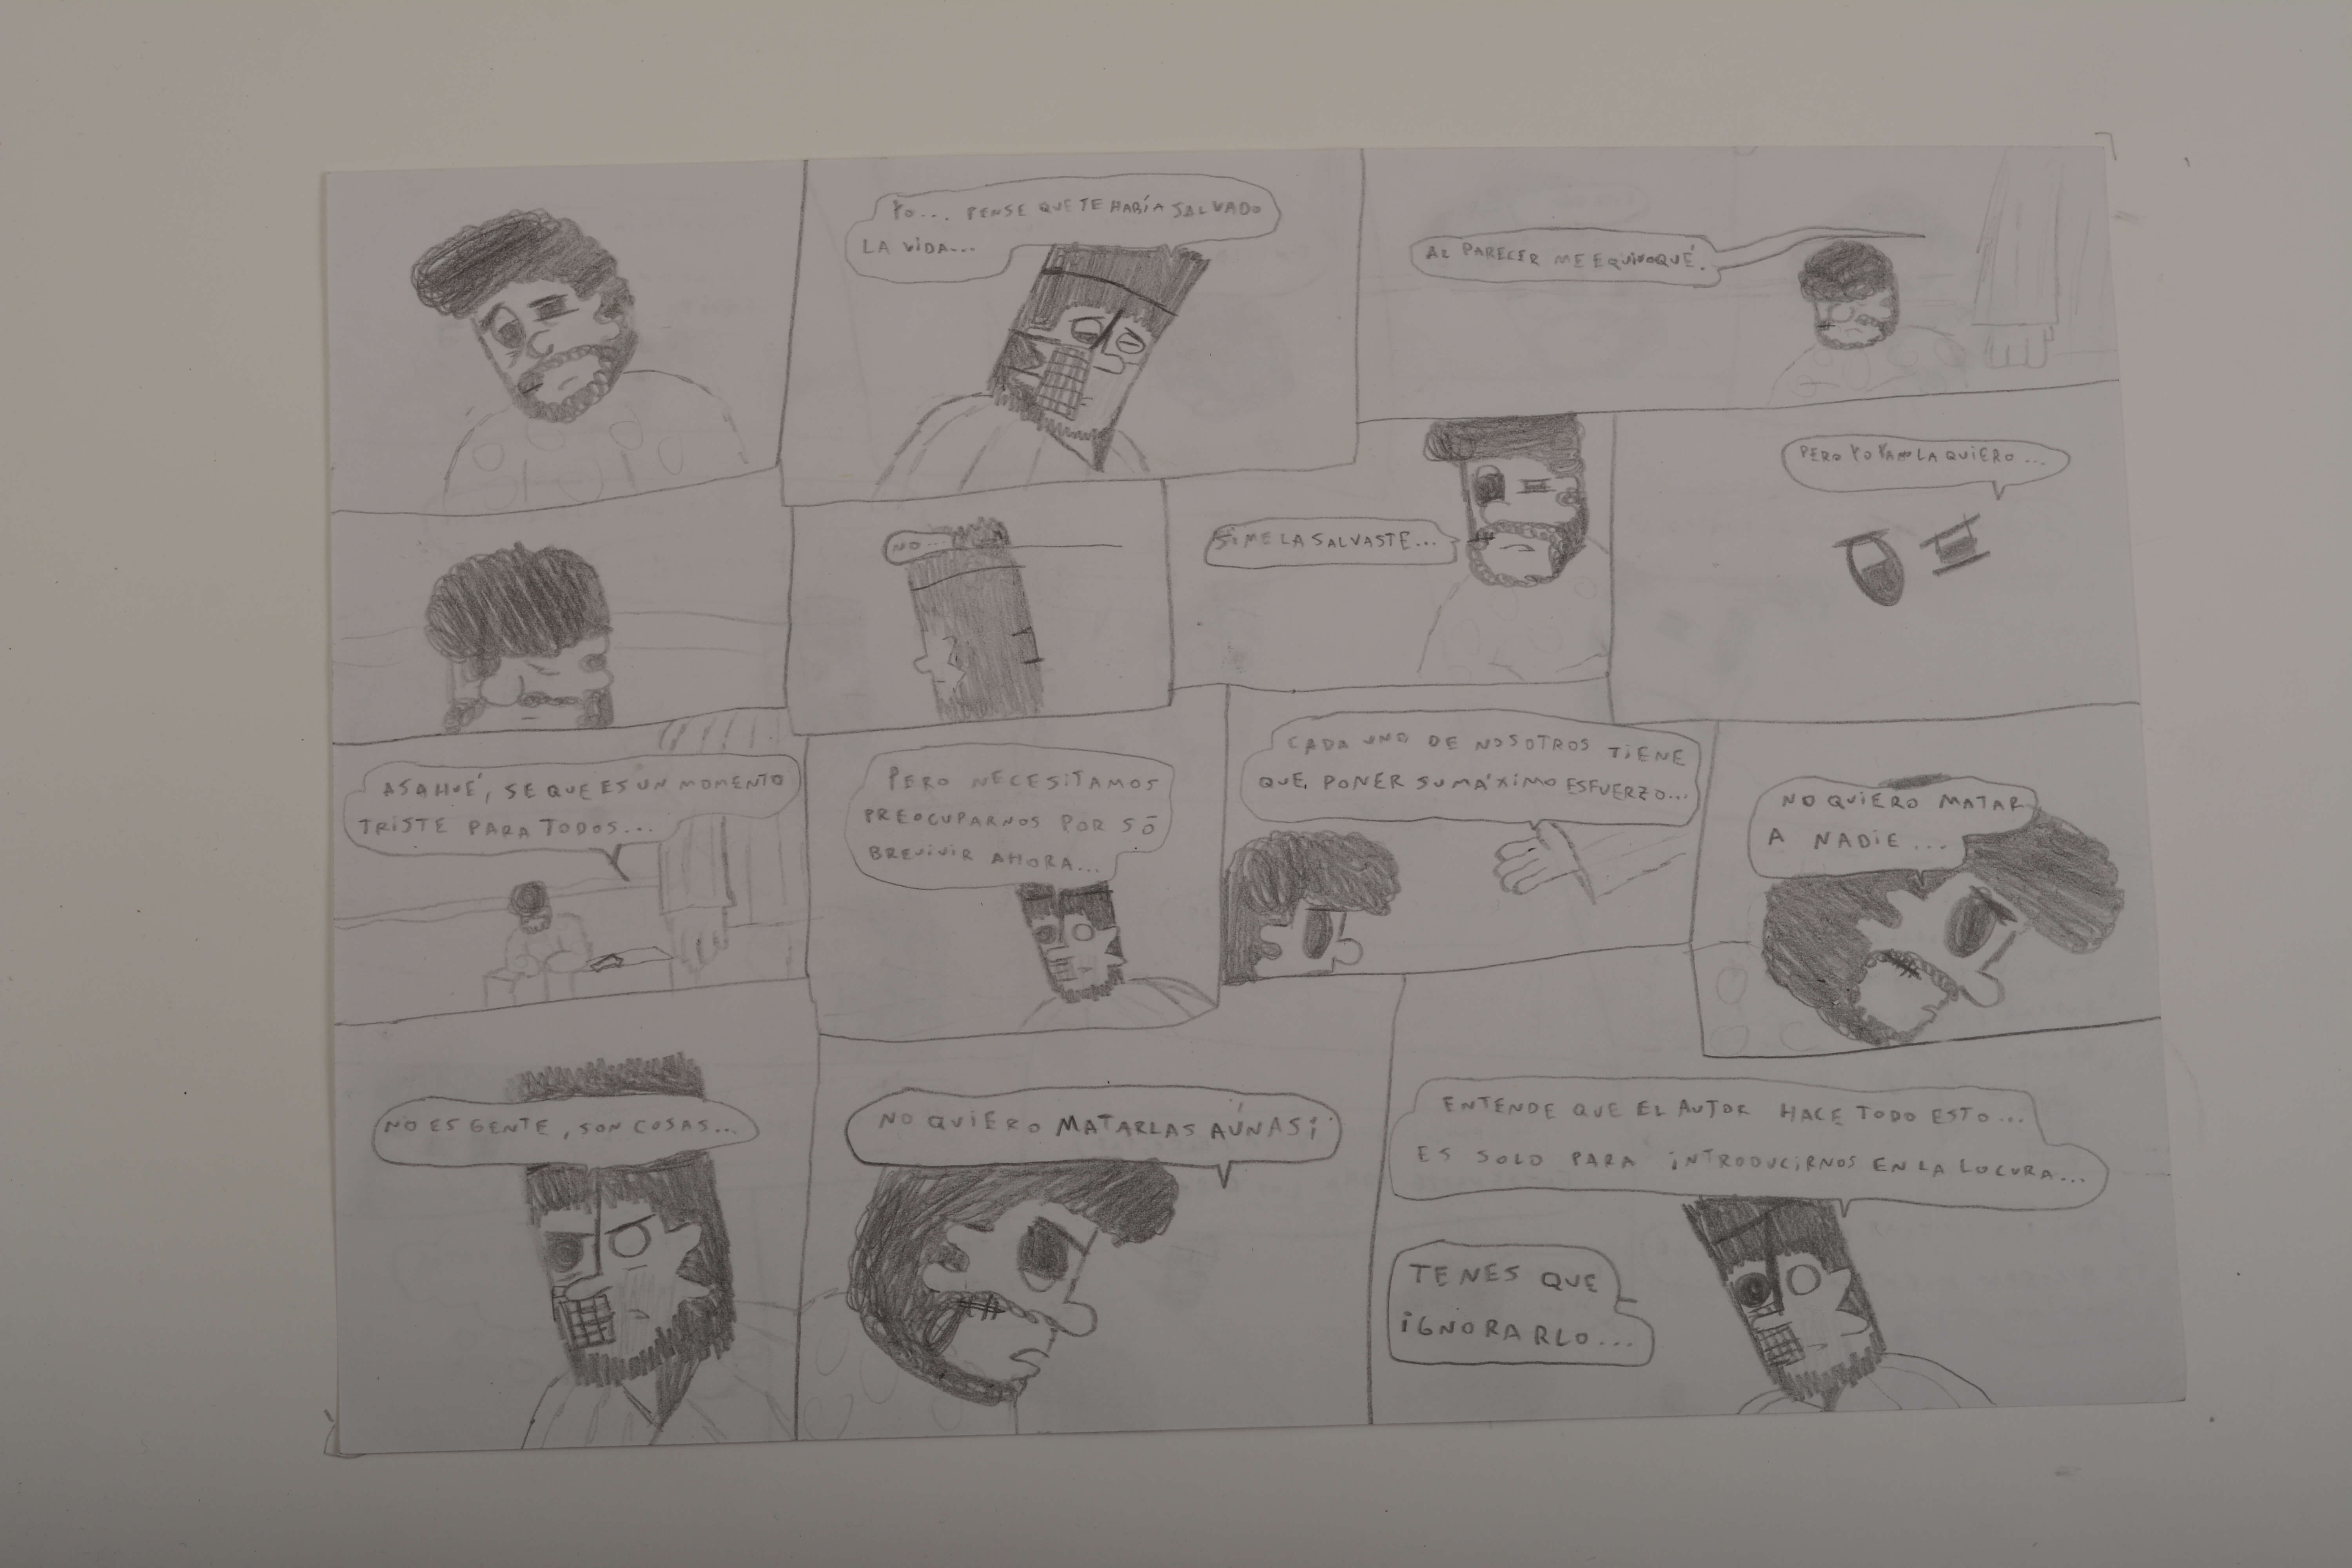 YO... PENSE QUE TE HABÍA SALVADO
LA VIDA...
AL PARECER ME EQUIVOQUÉ.
NO...
SI ME LA SALVASTE...
PERO YO YA NO LA QUIERO...
ASAHUÉ, SE QUE ES UN MOMENTO
TRISTE PARA TODOS...
PERO NECESITAMOS
PREOCUPARNOS POR SO
BREVIVIR AHORA...
CADA UNO DE NOSOTROS TIENE
QUE PONER SU MÁXIMO ESFUERZO...
NO QUIERO MATAR
A NADIE...
NO ES GENTE, SON COSAS...
NO QUIERO MATARLAS AÚN ASÍ
ENTENDE QUE EL AUTOR HACE TODO ESTO...
ES SOLO PARA INTRODUCIRNOS EN LA LOCURA...
TENES QUE
IGNORARLO...